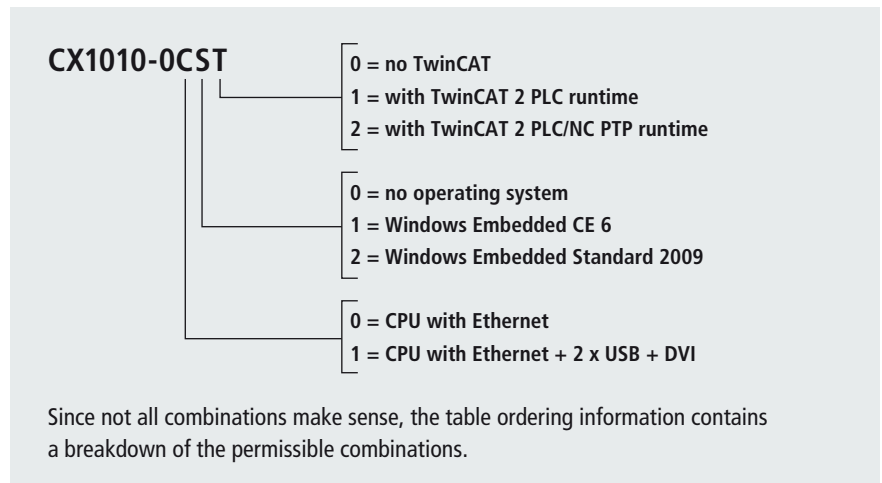 CX1010-0CST
0 = no TwinCAT
1 = with TwinCAT 2 PLC runtime
2 = with TwinCAT 2 PLC/NC PTP runtime
0 = no operating system
1 = Windows Embedded CE 6
2 = Windows Embedded Standard 2009
0 = CPU with Ethernet
1 = CPU with Ethernet + 2 x USB + DVI
Since not all combinations make sense, the table ordering information contains
a breakdown of the permissible combinations.